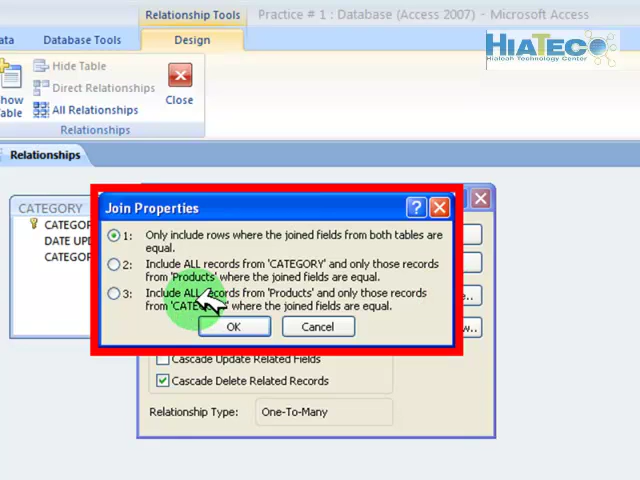 Relationship Tools
Practice # 1 : Database (Access 2007) - Microsoft Access
ata
Database Tools
Design
HiATeCO
Hialeah Technology Center
how
Table
Hide Table
Direct Relationships
All Relationships
Close
Relationships
Relationships
CATEGORY
CATEGOR
DATE UPD
CATEGO
Join Properties
1: Only include rows where the joined fields from both tables are
equal.
2: Include ALL records from 'CATEGORY' and only those records
from 'Products' where the joined fields are equal.
3: Include ALL records from 'Products' and only those records
from 'CATE where the joined fields are equal.
OK
Cancel
Cascade Update Related Fields
Cascade Delete Related Records
Relationship Type: One-To-Many